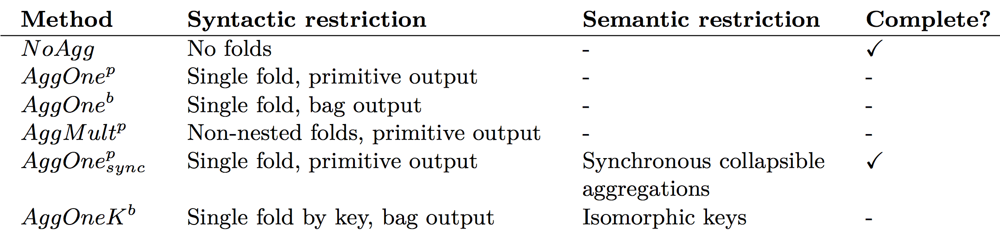 Method Syntactic restriction Semantic restriction Complete?
NoAgg No folds - ✓
AggOne^p Single fold, primitive output - -
AggOne^b Single fold, bag output - -
AggMult^p Non-nested folds, primitive output - -
AggOne^p_sync Single fold, primitive output Synchronous collapsible ✓
aggregations
AggOneK^b Single fold by key, bag output Isomorphic keys -